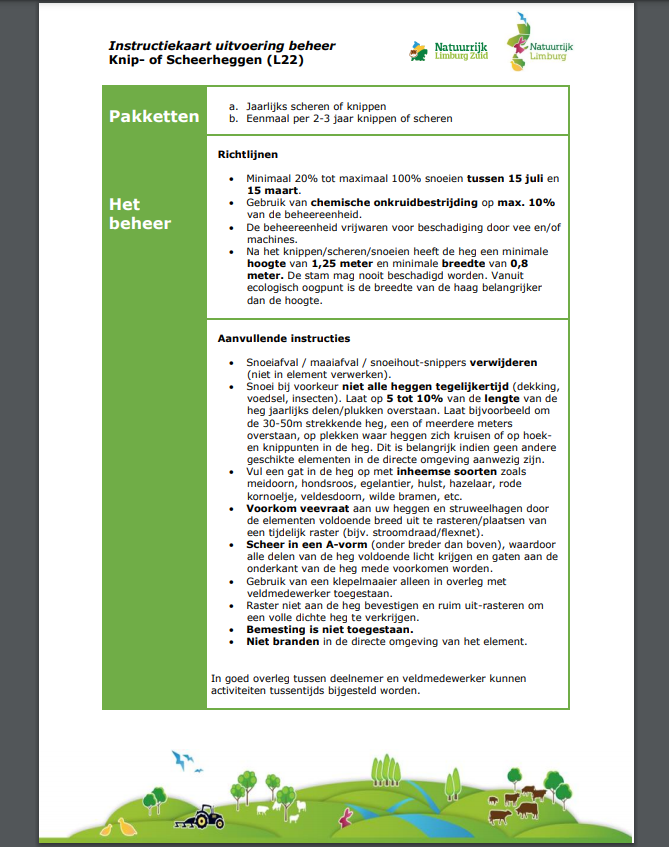 Instructiekaart uitvoering beheer
Knip- of Scheerheggen (L22)
Natuurrijk
Limburg Zuid
Natuurrijk
Limburg
Pakketten
a. Jaarlijks scheren of knippen
b. Eenmaal per 2-3 jaar knippen of scheren
Het
beheer
Richtlijnen
• Minimaal 20% tot maximaal 100% snoeien tussen 15 juli en
15 maart.
• Gebruik van chemische onkruidbestrijding op max. 10%
van de beheereenheid.
• De beheereenheid vrijwaren voor beschadiging door vee en/of
machines.
• Na het knippen/scheren/snoeien heeft de heg een minimale
hoogte van 1,25 meter en minimale breedte van 0,8
meter. De stam mag nooit beschadigd worden. Vanuit
ecologisch oogpunt is de breedte van de haag belangrijker
dan de hoogte.
Aanvullende instructies
• Snoeiafval / maaiafval / snoeihout-snippers verwijderen
(niet in element verwerken).
• Snoei bij voorkeur niet alle heggen tegelijkertijd (dekking,
voedsel, insecten). Laat op 5 tot 10% van de lengte van de
heg jaarlijks delen/plukken overstaan. Laat bijvoorbeeld om
de 30-50m strekkende heg, een of meerdere meters
overstaan, op plekken waar heggen zich kruisen of op hoek-
en knippunten in de heg. Dit is belangrijk indien geen andere
geschikte elementen in de directe omgeving aanwezig zijn.
• Vul een gat in de heg op met inheemse soorten zoals
meidoorn, hondsroos, egelantier, hulst, hazelaar, rode
kornoelje, veldesdoorn, wilde bramen, etc.
• Voorkom veevraat aan uw heggen en struweelhagen door
de elementen voldoende breed uit te rasteren/plaatsen van
een tijdelijk raster (bijv. stroomdraad/flexnet).
• Scheer in een A-vorm (onder breder dan boven), waardoor
alle delen van de heg voldoende licht krijgen en gaten aan de
onderkant van de heg mede voorkomen worden.
• Gebruik van een klepelmaaier alleen in overleg met
veldmedewerker toegestaan.
• Raster niet aan de heg bevestigen en ruim uit-rasteren om
een volle dichte heg te verkrijgen.
• Bemesting is niet toegestaan.
• Niet branden in de directe omgeving van het element.
In goed overleg tussen deelnemer en veldmedewerker kunnen
activiteiten tussentijds bijgesteld worden.